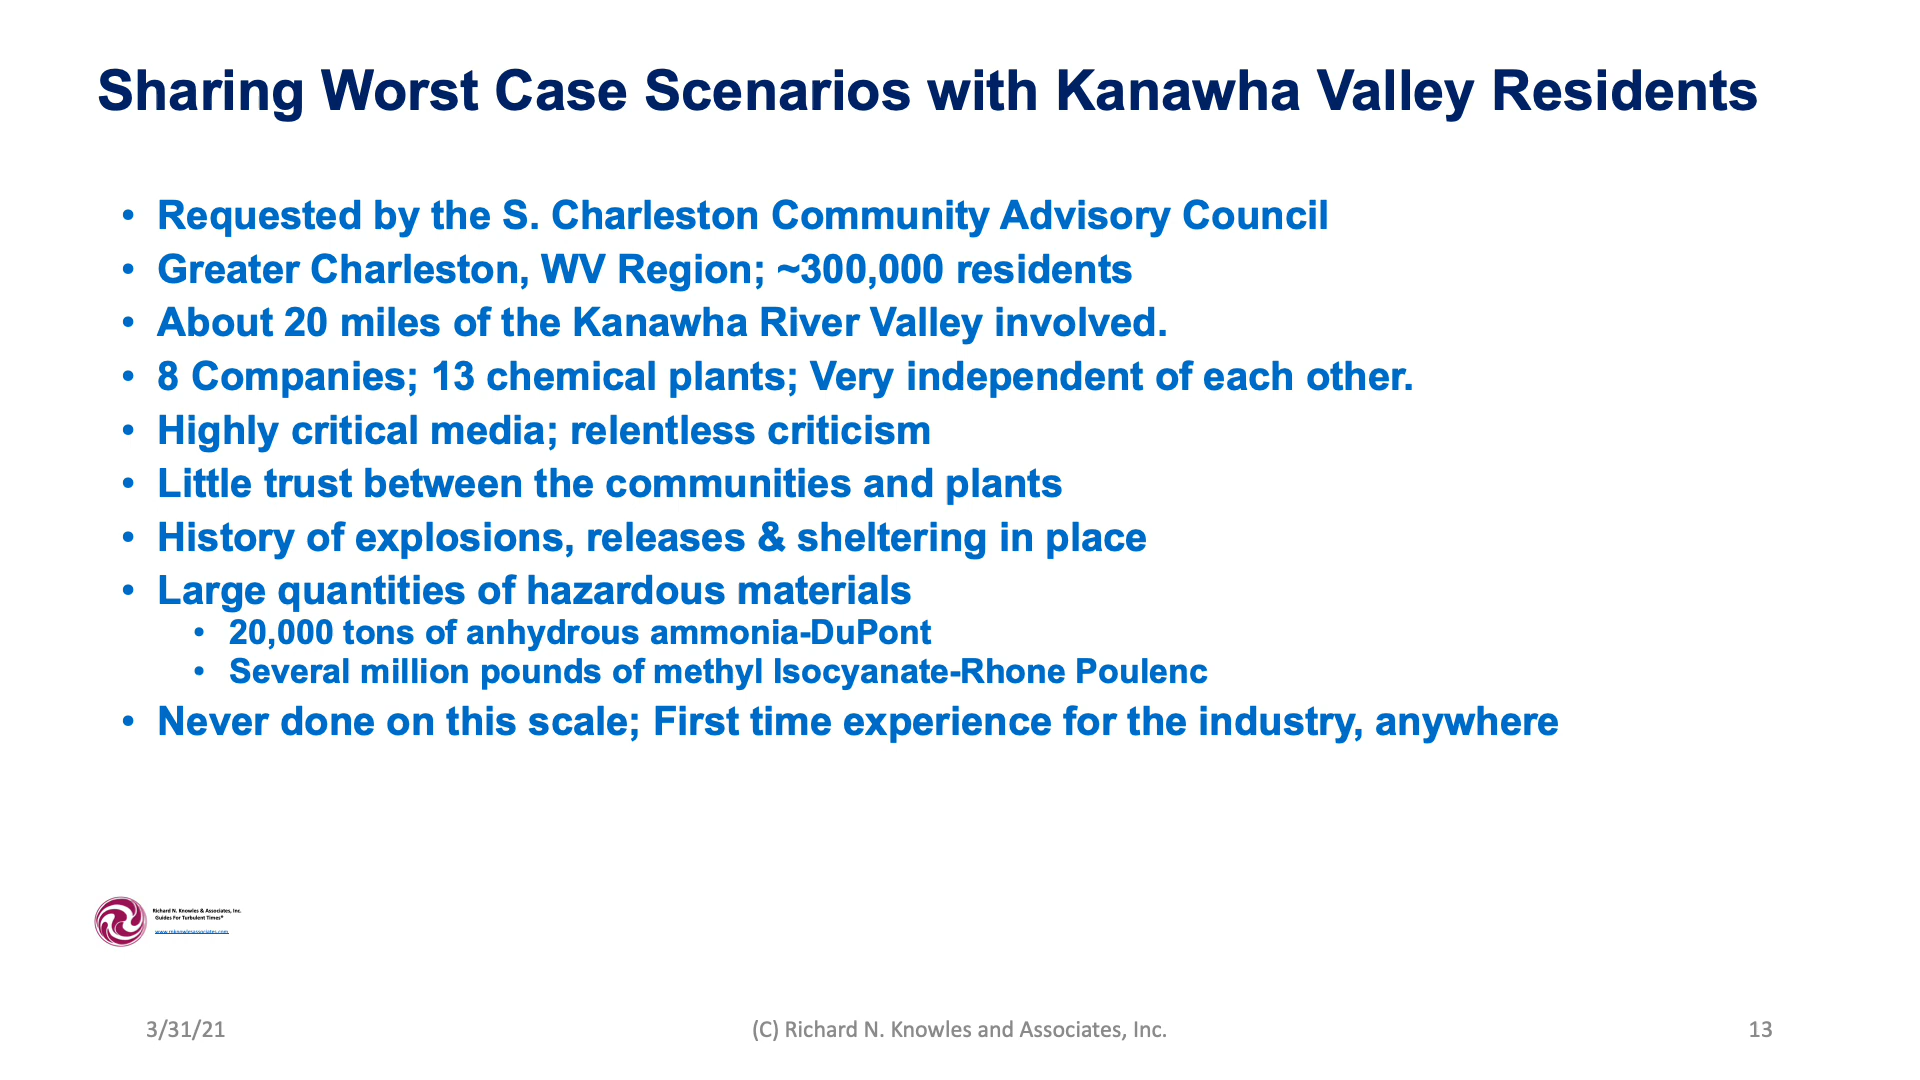 Sharing Worst Case Scenarios with Kanawha Valley Residents
• Requested by the S. Charleston Community Advisory Council
• Greater Charleston, WV Region; ~300,000 residents
• About 20 miles of the Kanawha River Valley involved.
• 8 Companies; 13 chemical plants; Very independent of each other.
• Highly critical media; relentless criticism
• Little trust between the communities and plants
• History of explosions, releases & sheltering in place
• Large quantities of hazardous materials
• 20,000 tons of anhydrous ammonia-DuPont
• Several million pounds of methyl Isocyanate-Rhone Poulenc
• Never done on this scale; First time experience for the industry, anywhere
Richard N. Knowles & Associates, Inc.
Guides For Turbulent Times®
www.rnknowlesassociates.com
3/31/21
(C) Richard N. Knowles and Associates, Inc.
13